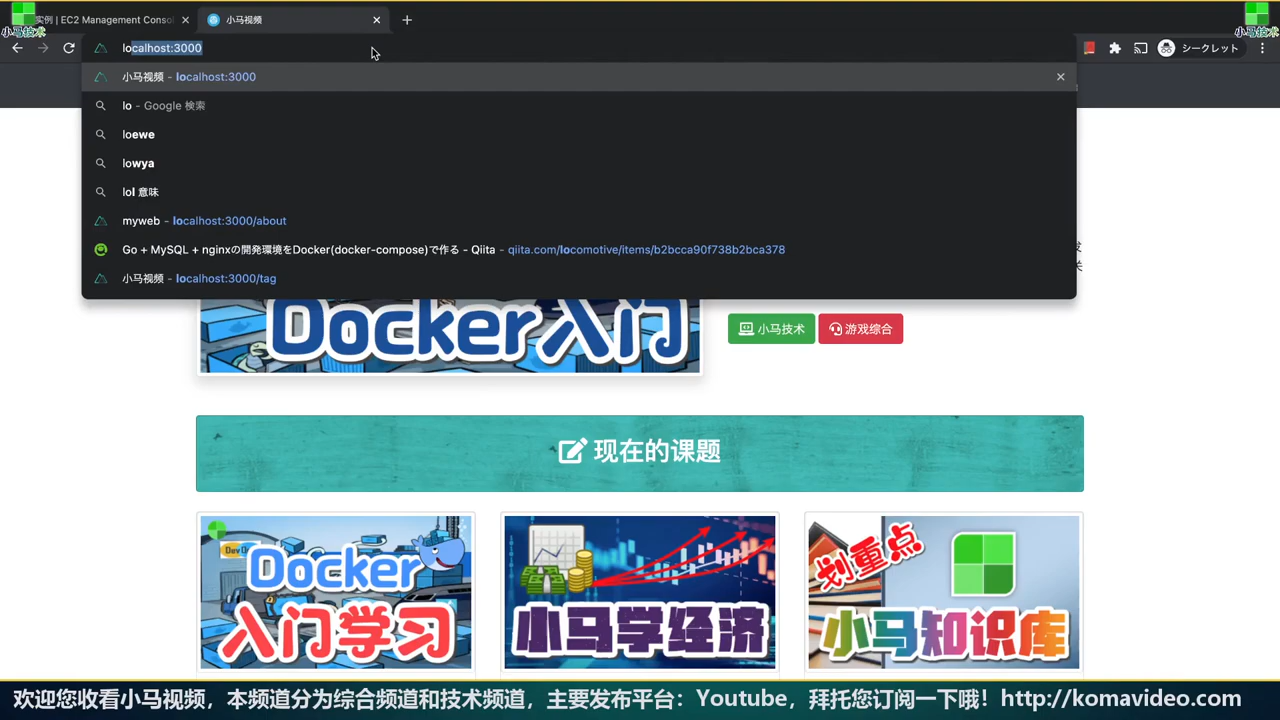 实例 | EC2 Management Consol
小马视频
小马技术
小马技术
localhost:3000
シークレット
小马视频 - localhost:3000
lo - Google 検索
loewe
lowya
lol 意味
myweb - localhost:3000/about
Go + MySQL + nginxの開発環境をDocker(docker-compose)で作る - Qiita - qiita.com/locomotive/items/b2bcca90f738b2bca378
小马视频 - localhost:3000/tag
Docker入门
小马技术
游戏综合
现在的课题
Docker
入门学习
小马学经济
划重点
小马知识库
欢迎您收看小马视频，本频道分为综合频道和技术频道，主要发布平台：Youtube，拜托您订阅一下哦！http://komavideo.com